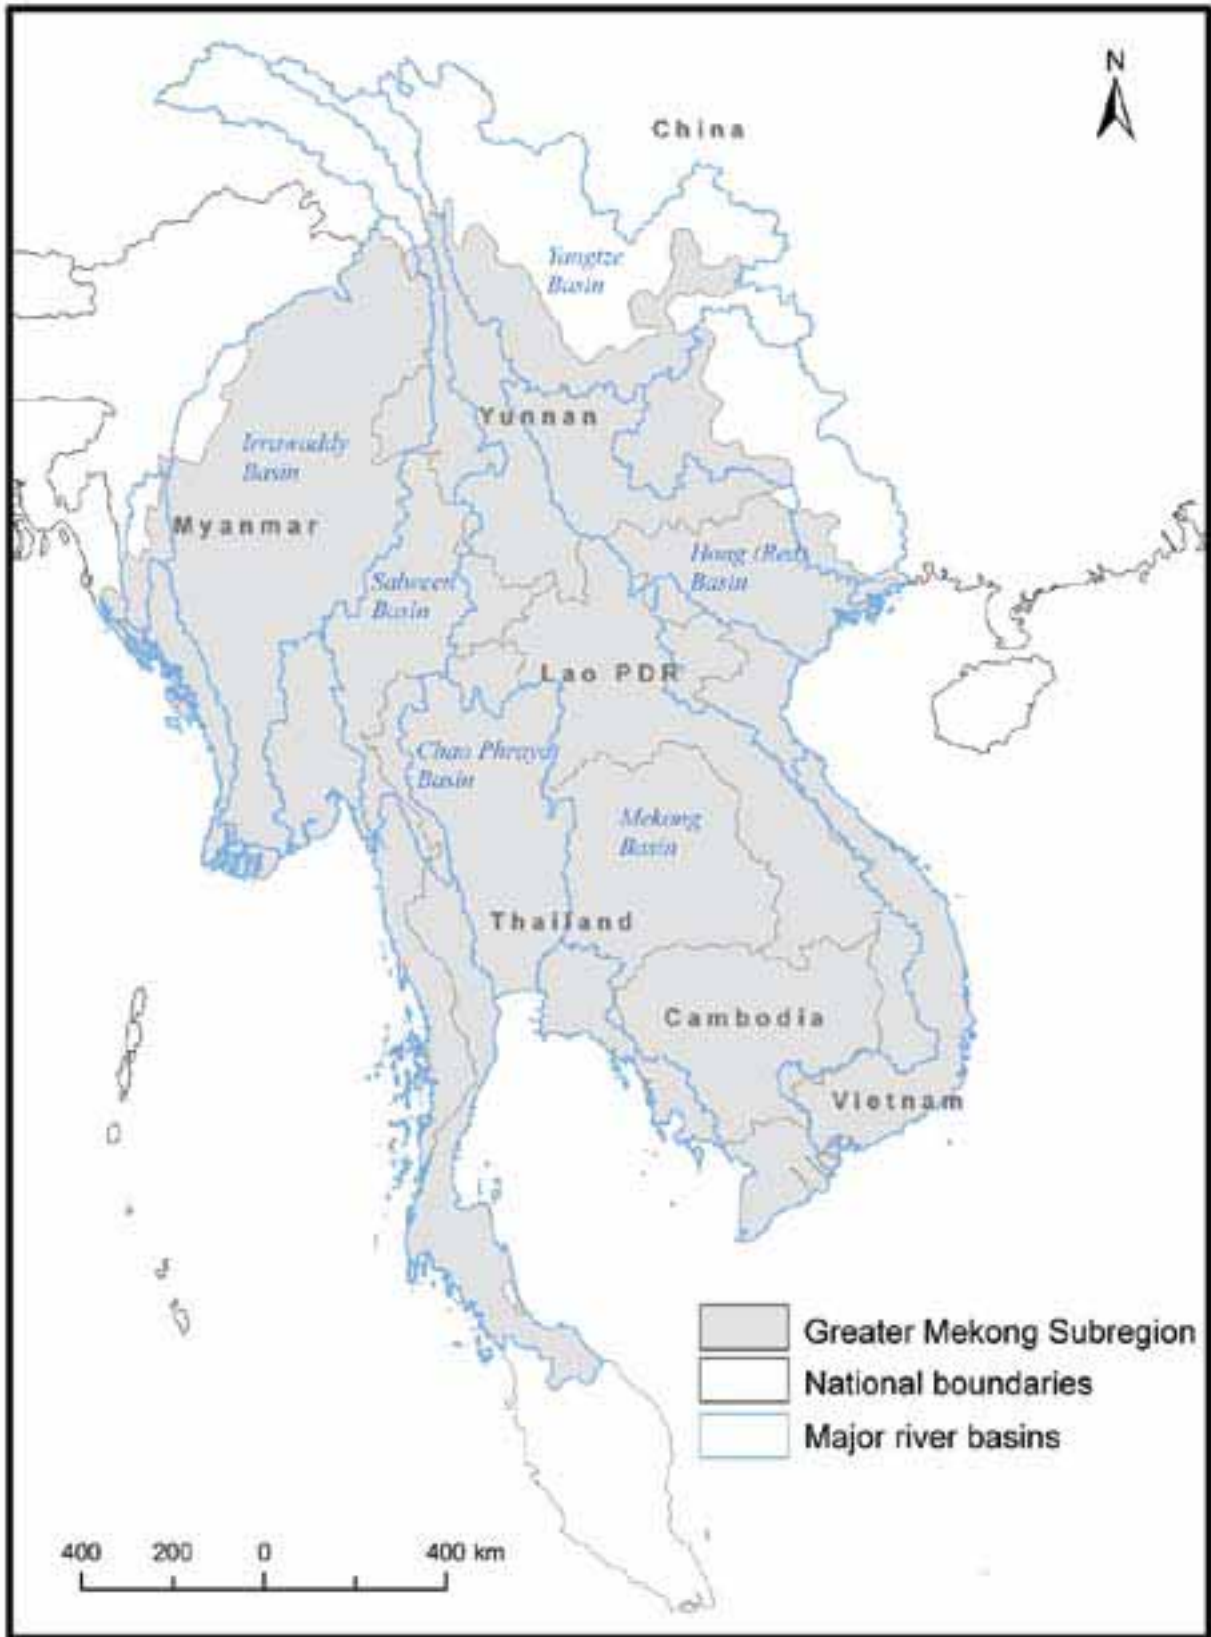 N
China
Yangtze
Basin
Yunnan
Irrawaddy
Basin
Myanmar
Hong (Red)
Basin
Salween
Basin
Lao PDR
Chao Phraya
Basin
Mekong
Basin
Thailand
Cambodia
Vietnam
Greater Mekong Subregion
National boundaries
Major river basins
400 200 0 400 km